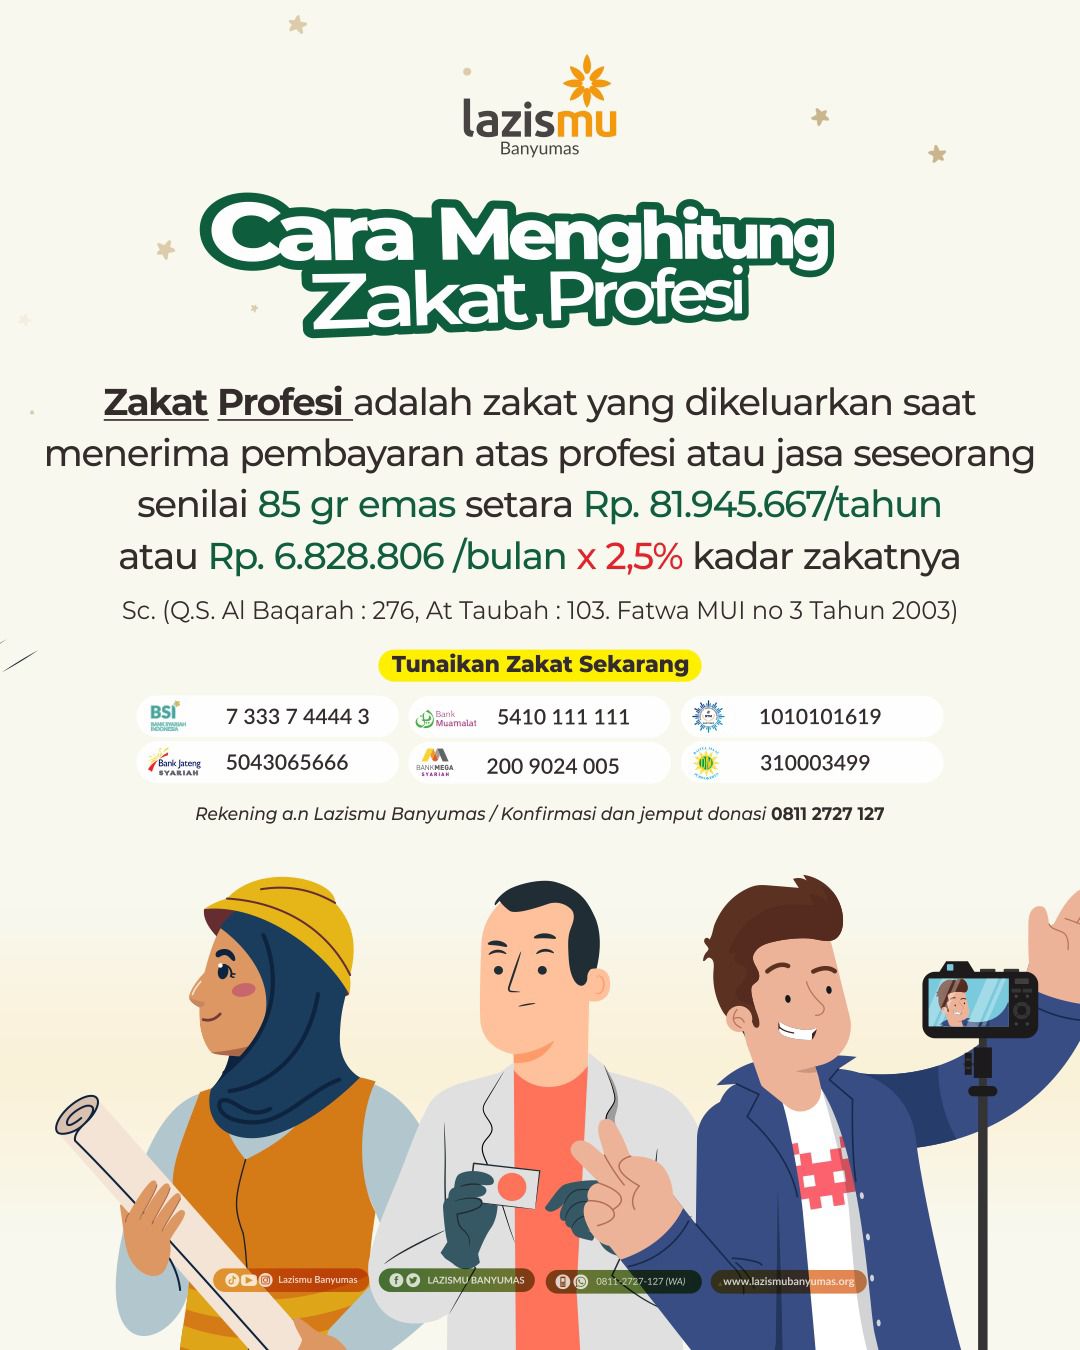 lazismu
Banyumas
Cara Menghitung
Zakat Profesi
Zakat Profesi adalah zakat yang dikeluarkan saat
menerima pembayaran atas profesi atau jasa seseorang
senilai 85 gr emas setara Rp. 81.945.667/tahun
atau Rp. 6.828.806 /bulan x 2,5% kadar zakatnya
Sc. (Q.S. Al Baqarah : 276, At Taubah : 103. Fatwa MUI no 3 Tahun 2003)
Tunaikan Zakat Sekarang
BSI BANK SYARIAH INDONESIA 7 333 7 4444 3
Bank Muamalat 5410 111 111
1010101619
Bank Jateng SYARIAH 5043065666
BANK MEGA SYARIAH 200 9024 005
310003499
Rekening a.n Lazismu Banyumas / Konfirmasi dan jemput donasi 0811 2727 127
Lazismu Banyumas
LAZISMU BANYUMAS
0811-2727-127 (WA)
www.lazismubanyumas.org